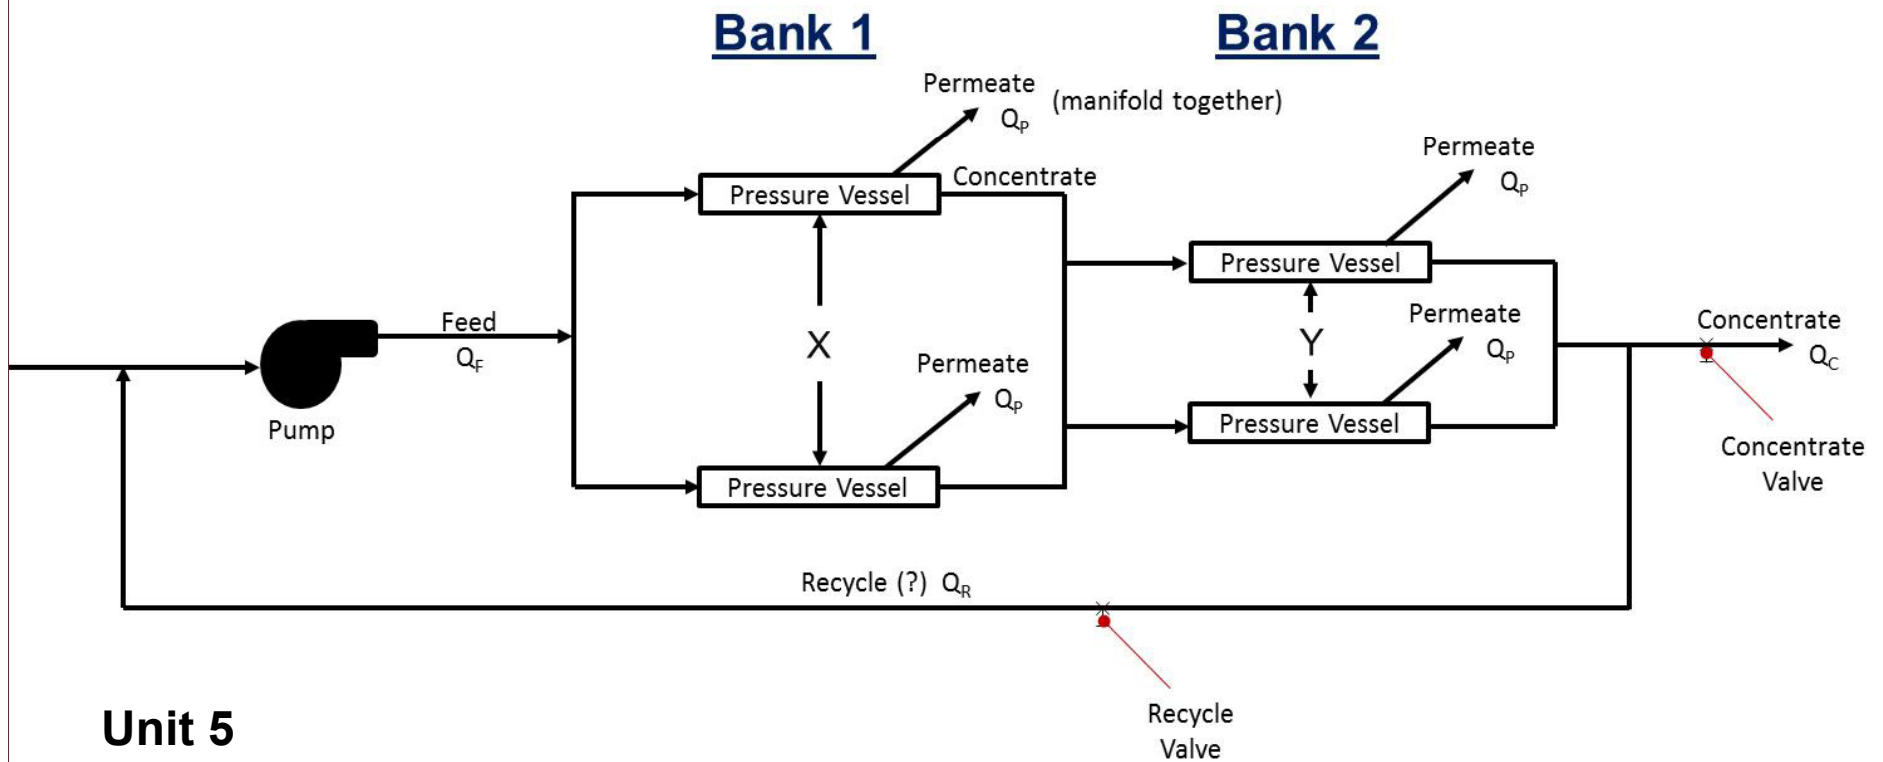 Bank 1
Bank 2
Permeate
QP
(manifold together)
Permeate
QP
Pressure Vessel
Concentrate
Pressure Vessel
Feed
QF
X
Y
Permeate
QP
Concentrate
QC
Permeate
QP
Pump
Pressure Vessel
Concentrate
Valve
Pressure Vessel
Recycle (?) QR
Recycle
Valve
Unit 5